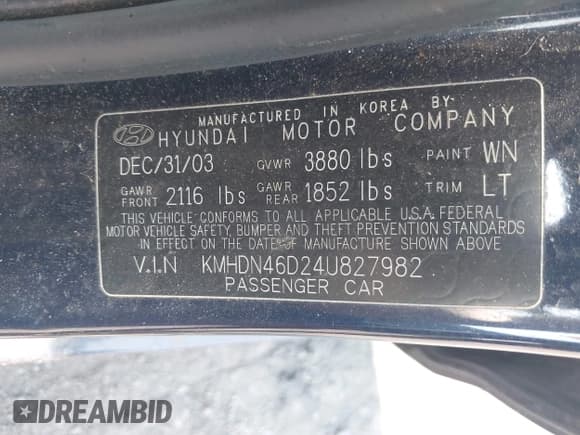 MANUFACTURED IN KOREA BY
HYUNDAI MOTOR COMPANY
DEC/31/03 GVWR 3880 lbs PAINT WN
GAWR FRONT 2116 lbs GAWR REAR 1852 lbs TRIM LT
THIS VEHICLE CONFORMS TO ALL APPLICABLE U.S.A. FEDERAL
MOTOR VEHICLE SAFETY, BUMPER AND THEFT PREVENTION STANDARDS
IN EFFECT ON THE DATE OF MANUFACTURE SHOWN ABOVE
V.I.N KMHDN46D24U827982
PASSENGER CAR
DREAMBID